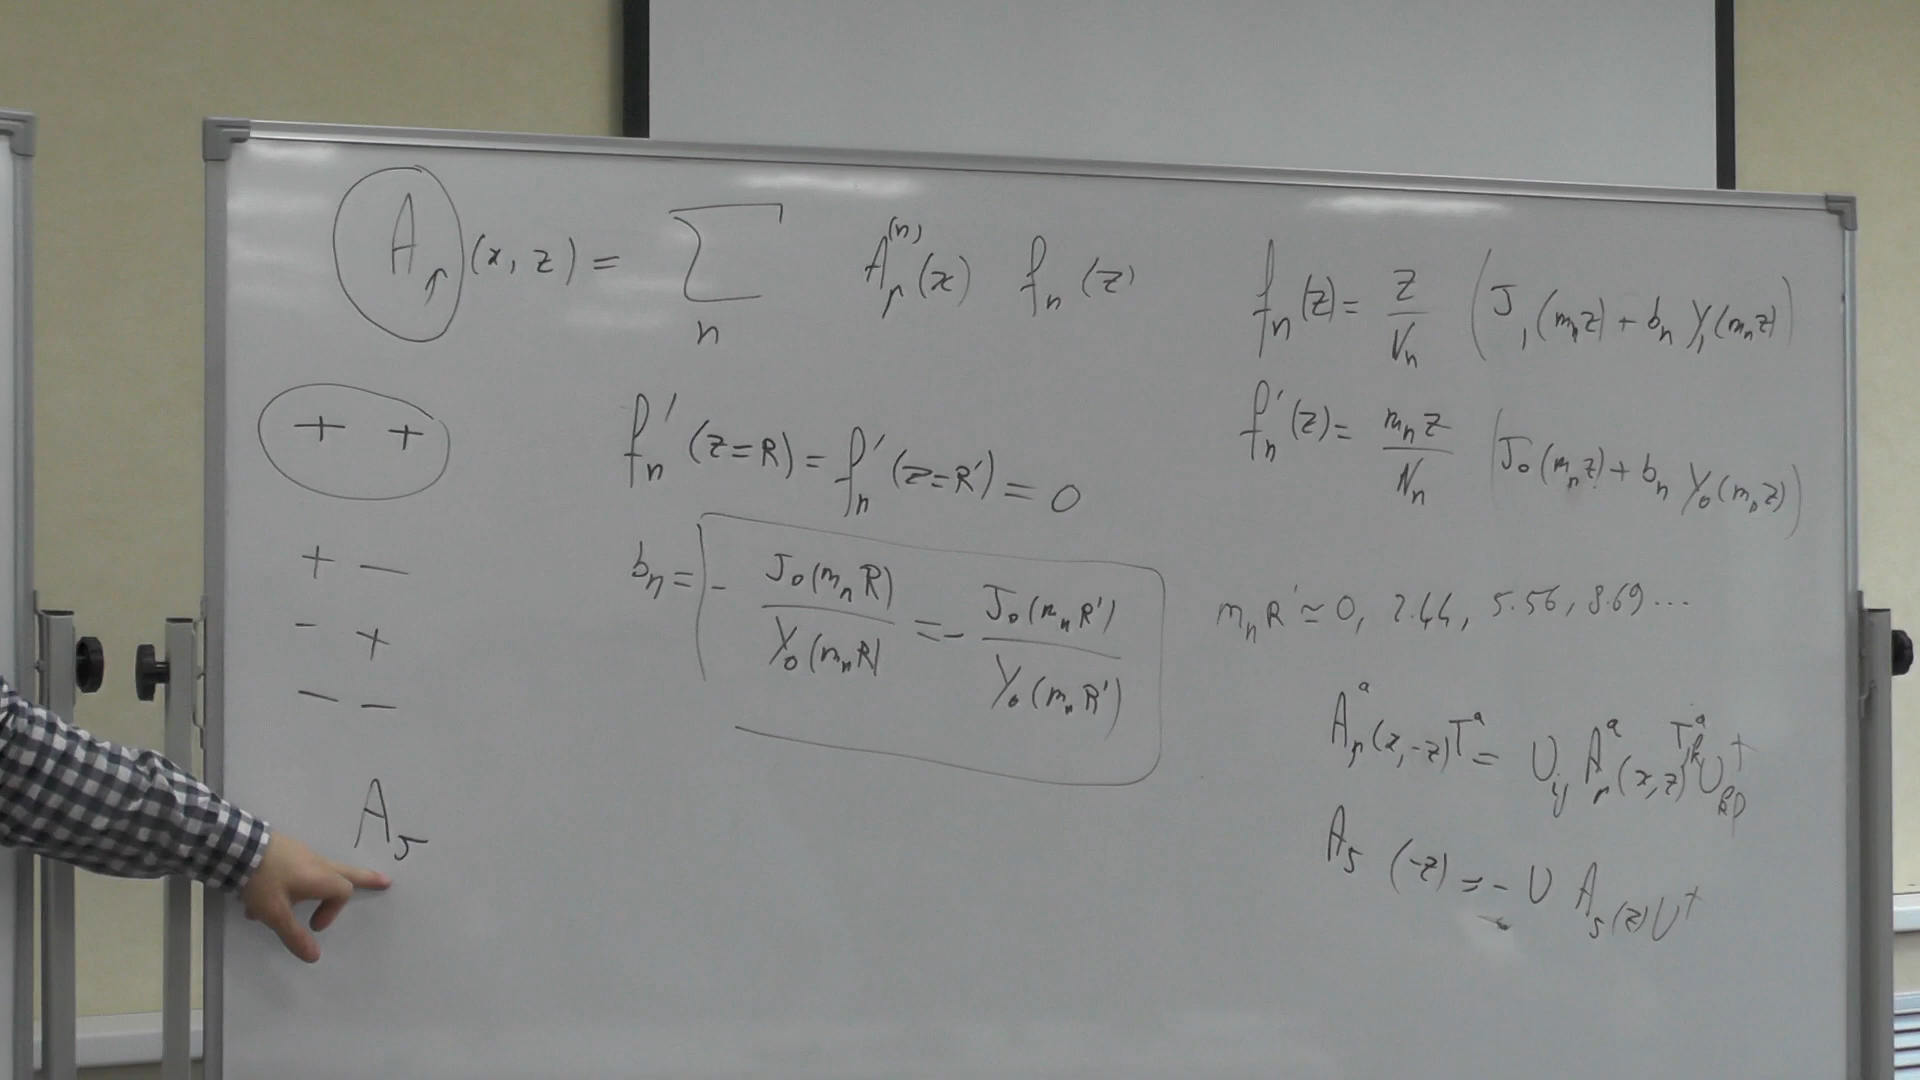 A_μ (x, z) = Σ_n A_μ^(n) (x) f_n (z)
f_n(z) = z/N_n (J_1(m_n z) + b_n Y_1(m_n z))
f_n'(z) = m_n z/N_n (J_0(m_n z) + b_n Y_0(m_n z))
+ +
f_n' (z=R) = f_n' (z=R') = 0
+ −
b_n = − J_0(m_n R)/Y_0(m_n R) = − J_0(m_n R')/Y_0(m_n R')
m_n R' ≃ 0, 2.44, 5.56, 8.69 ...
- +
− −
A_μ^a (x,-z) T^a = U_ij A_μ^a (x,z) T_jk^a U_kp^†
A_5
A_5 (-z) = - U A_5(z) U^†